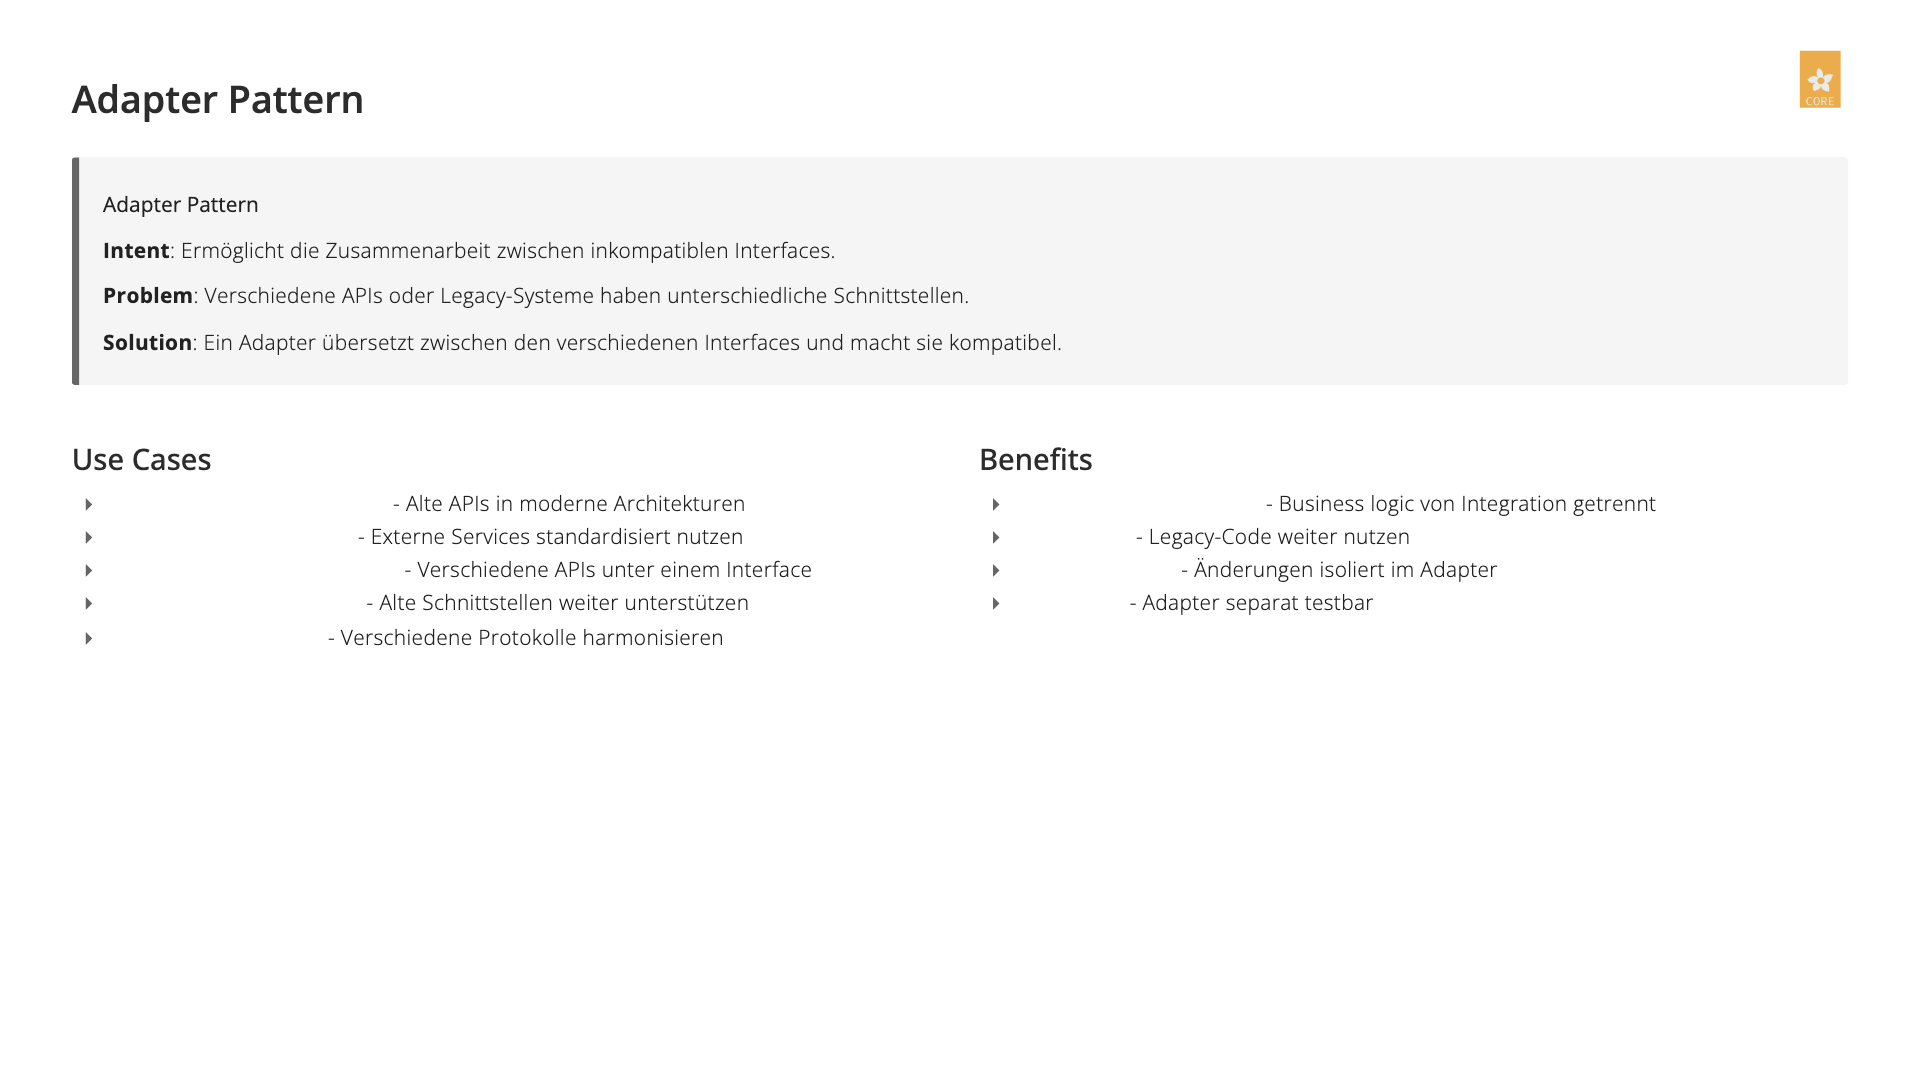 Adapter Pattern
CORE
Adapter Pattern
Intent: Ermöglicht die Zusammenarbeit zwischen inkompatiblen Interfaces.
Problem: Verschiedene APIs oder Legacy-Systeme haben unterschiedliche Schnittstellen.
Solution: Ein Adapter übersetzt zwischen den verschiedenen Interfaces und macht sie kompatibel.
Use Cases
- Alte APIs in moderne Architekturen
- Externe Services standardisiert nutzen
- Verschiedene APIs unter einem Interface
- Alte Schnittstellen weiter unterstützen
- Verschiedene Protokolle harmonisieren
Benefits
- Business logic von Integration getrennt
- Legacy-Code weiter nutzen
- Änderungen isoliert im Adapter
- Adapter separat testbar